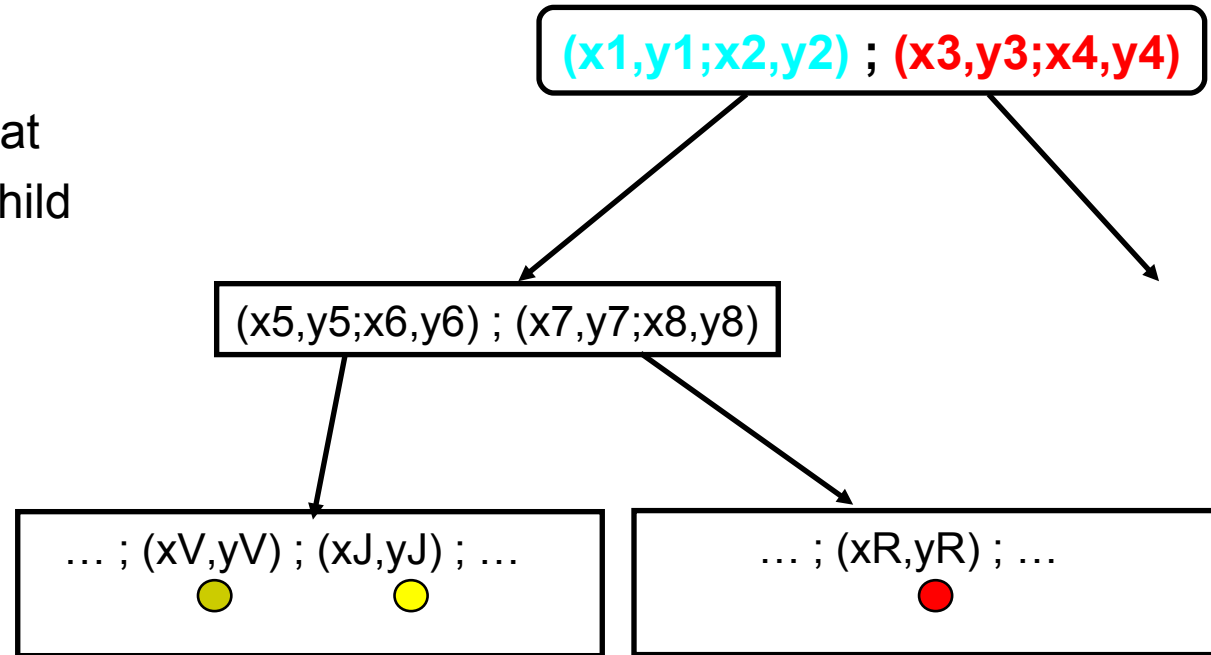 (x1,y1;x2,y2) ; (x3,y3;x4,y4)
at
hild
(x5,y5;x6,y6) ; (x7,y7;x8,y8)
… ; (xV,yV) ; (xJ,yJ) ; …
… ; (xR,yR) ; …